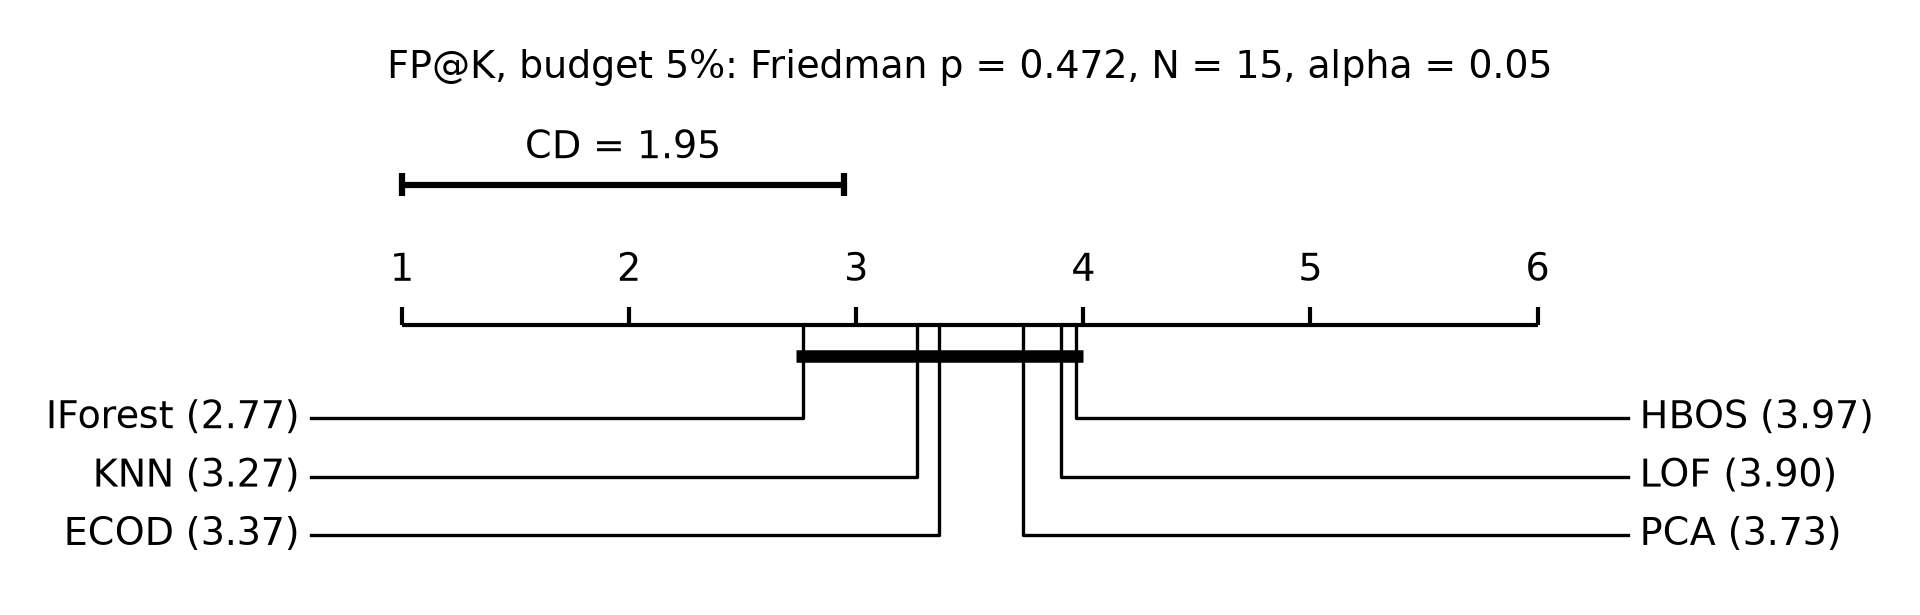 FP@K, budget 5%: Friedman p = 0.472, N = 15, alpha = 0.05
CD = 1.95
1 2 3 4 5 6
IForest (2.77) HBOS (3.97)
KNN (3.27) LOF (3.90)
ECOD (3.37) PCA (3.73)